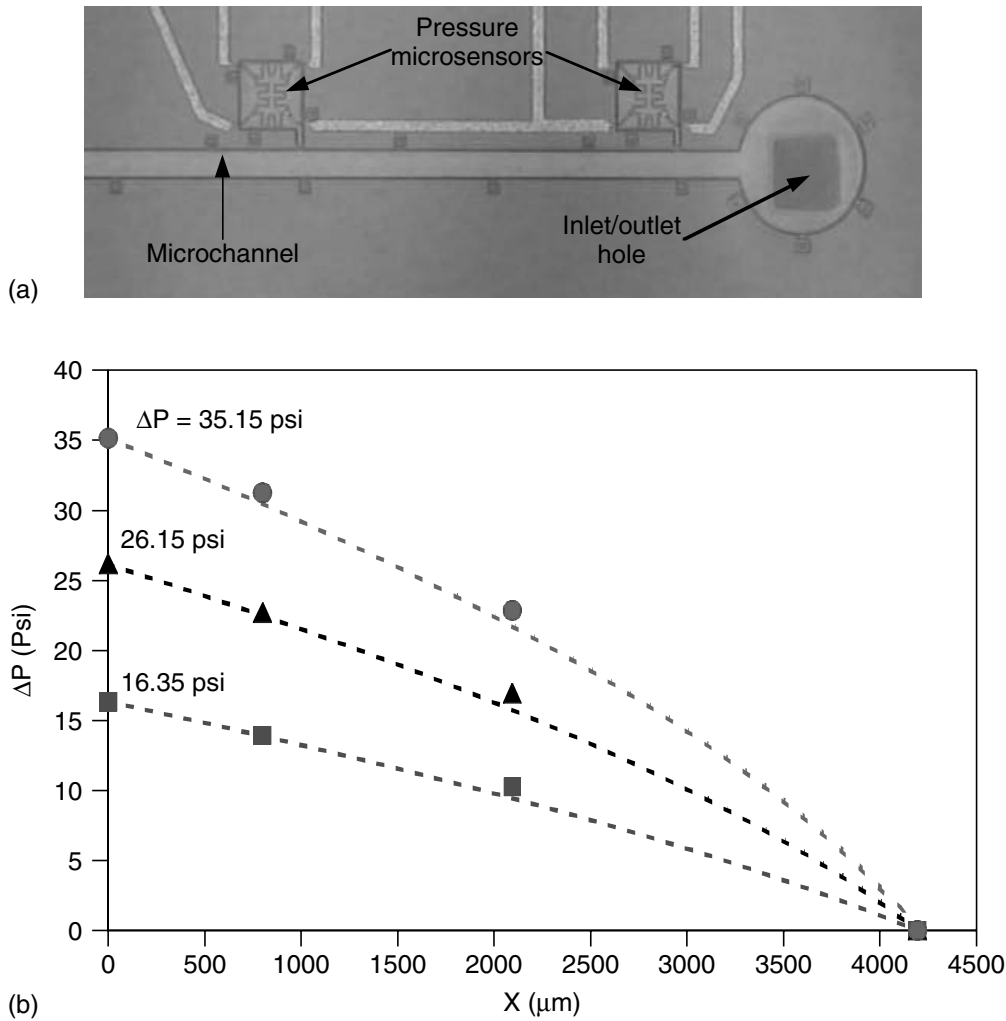 Pressure
microsensors
Microchannel
Inlet/outlet
hole
(a)
40
35
30
25
20
15
10
5
0
ΔP (Psi)
ΔP = 35.15 psi
26.15 psi
16.35 psi
0 500 1000 1500 2000 2500 3000 3500 4000 4500
X (μm)
(b)